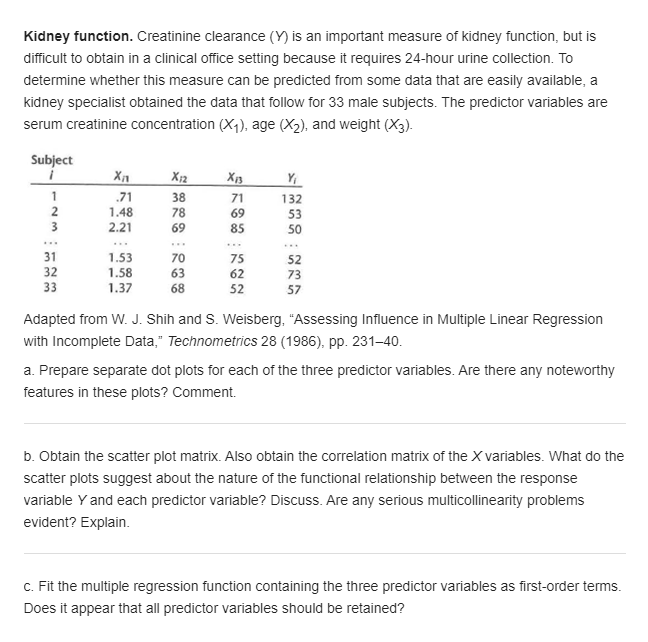 Kidney function. Creatinine clearance (Y) is an important measure of kidney function, but is
difficult to obtain in a clinical office setting because it requires 24-hour urine collection. To
determine whether this measure can be predicted from some data that are easily available, a
kidney specialist obtained the data that follow for 33 male subjects. The predictor variables are
serum creatinine concentration (X₁), age (X₂), and weight (X₃).
Subject
i Xᵢ₁ Xᵢ₂ Xᵢ₃ Yᵢ
1 .71 38 71 132
2 1.48 78 69 53
3 2.21 69 85 50
... ... ... ... ...
31 1.53 70 75 52
32 1.58 63 62 73
33 1.37 68 52 57
Adapted from W. J. Shih and S. Weisberg, “Assessing Influence in Multiple Linear Regression
with Incomplete Data,” Technometrics 28 (1986), pp. 231–40.
a. Prepare separate dot plots for each of the three predictor variables. Are there any noteworthy
features in these plots? Comment.
b. Obtain the scatter plot matrix. Also obtain the correlation matrix of the X variables. What do the
scatter plots suggest about the nature of the functional relationship between the response
variable Y and each predictor variable? Discuss. Are any serious multicollinearity problems
evident? Explain.
c. Fit the multiple regression function containing the three predictor variables as first-order terms.
Does it appear that all predictor variables should be retained?